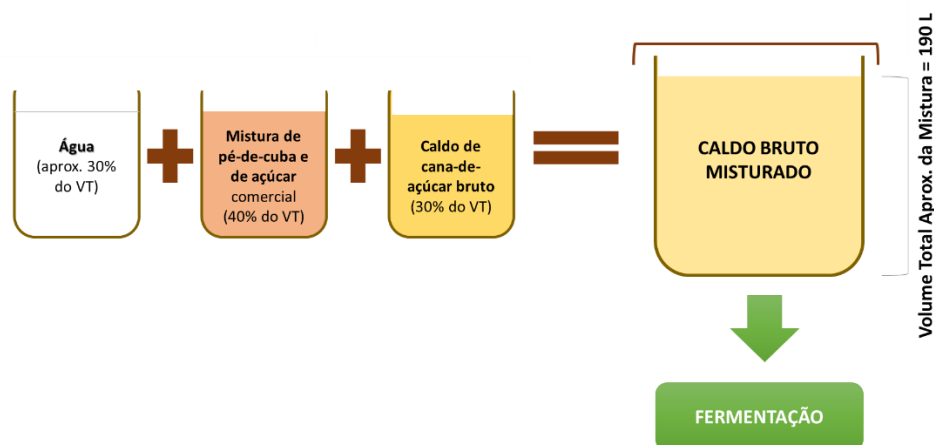 Água
(aprox. 30%
do VT)
Mistura de
pé-de-cuba e
de açúcar
comercial
(40% do VT)
Caldo de
cana-de-
açúcar bruto
(30% do VT)
CALDO BRUTO
MISTURADO
Volume Total Aprox. da Mistura = 190 L
FERMENTAÇÃO